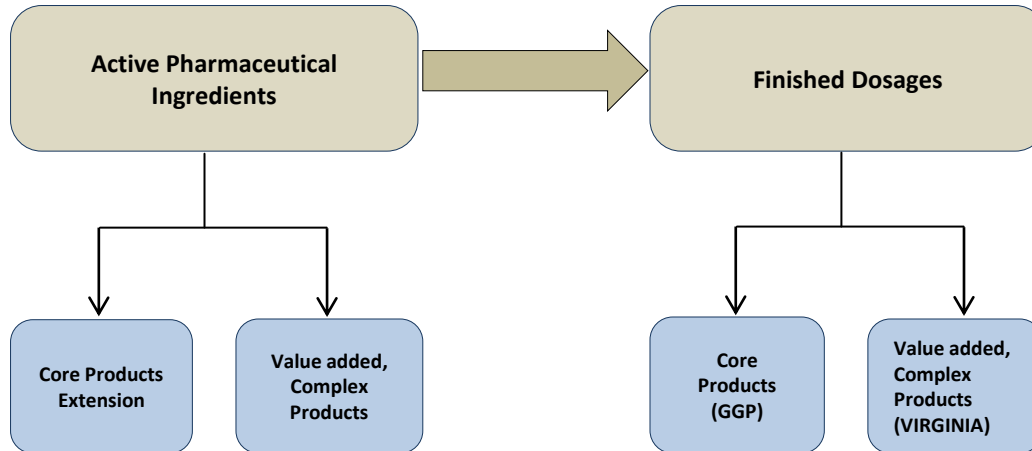 Active Pharmaceutical
Ingredients
Finished Dosages
Core Products
Extension
Value added,
Complex
Products
Core
Products
(GGP)
Value added,
Complex
Products
(VIRGINIA)